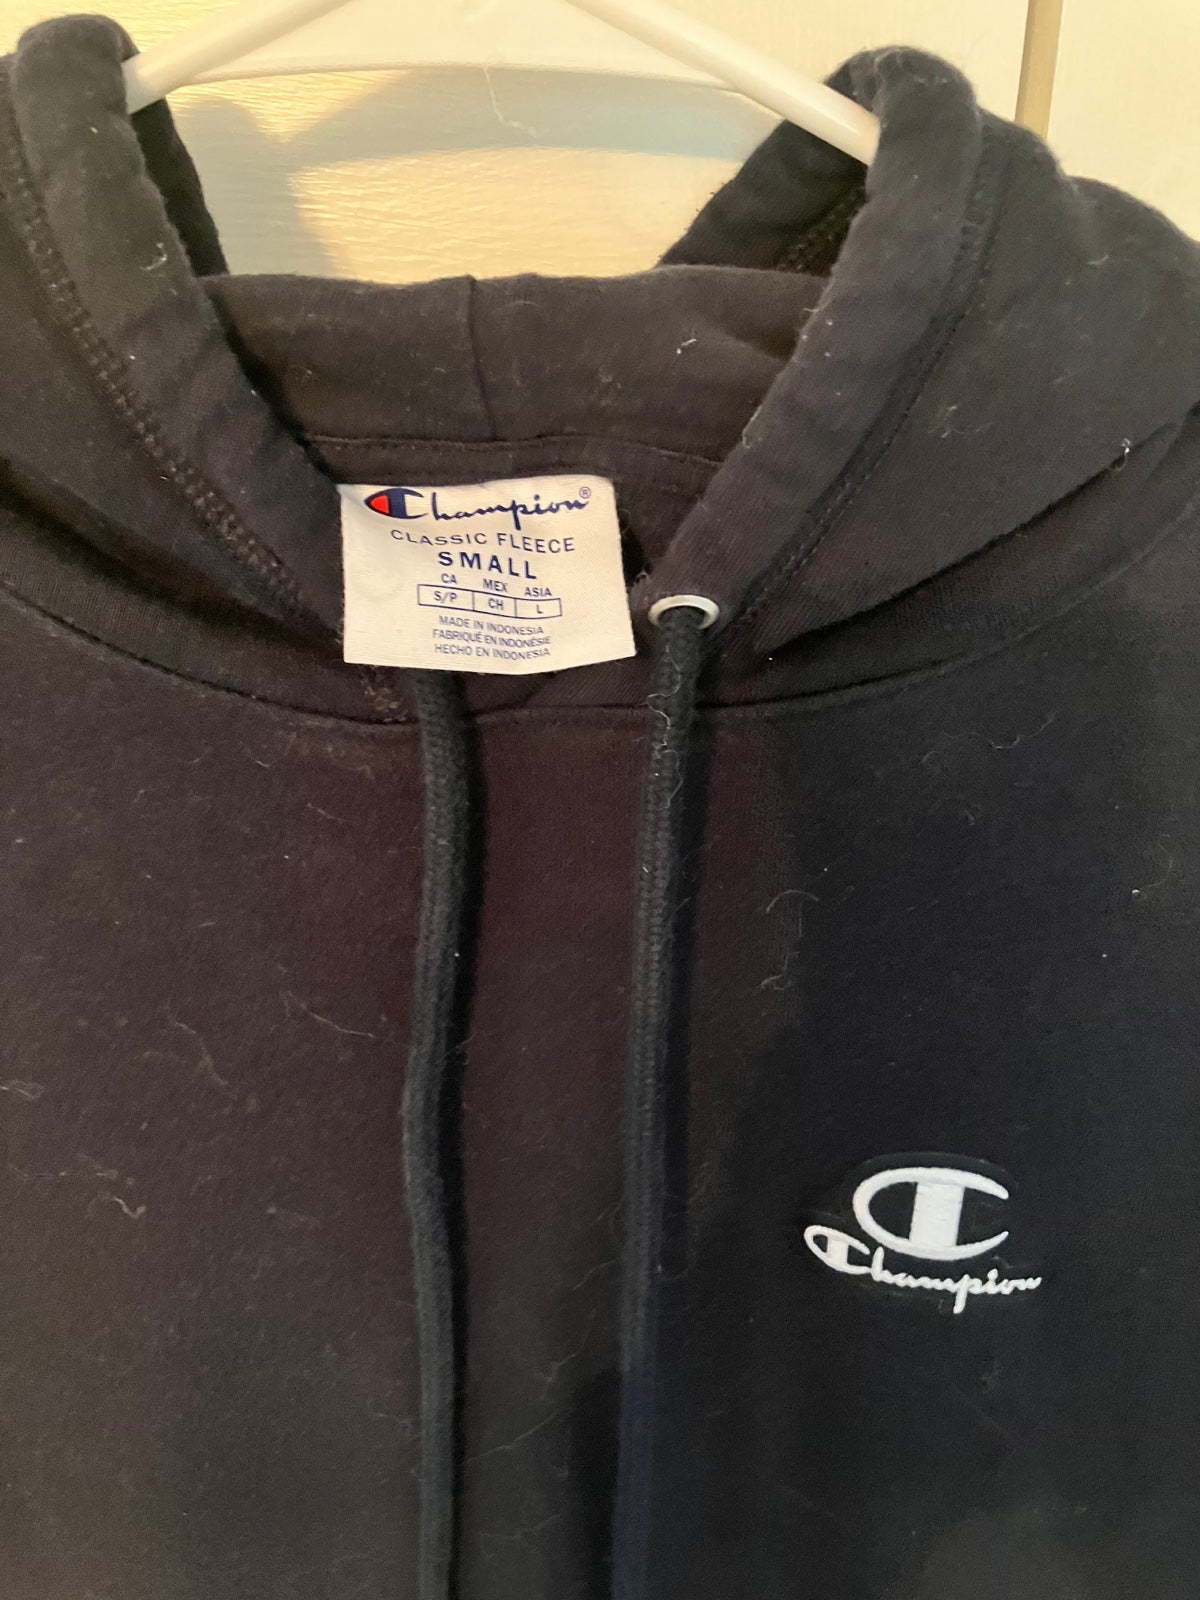 Champion®
CLASSIC FLEECE
SMALL
CA MEX ASIA
S/P CH L
MADE IN INDONESIA
FABRIQUÉ EN INDONÉSIE
HECHO EN INDONESIA
C
Champion